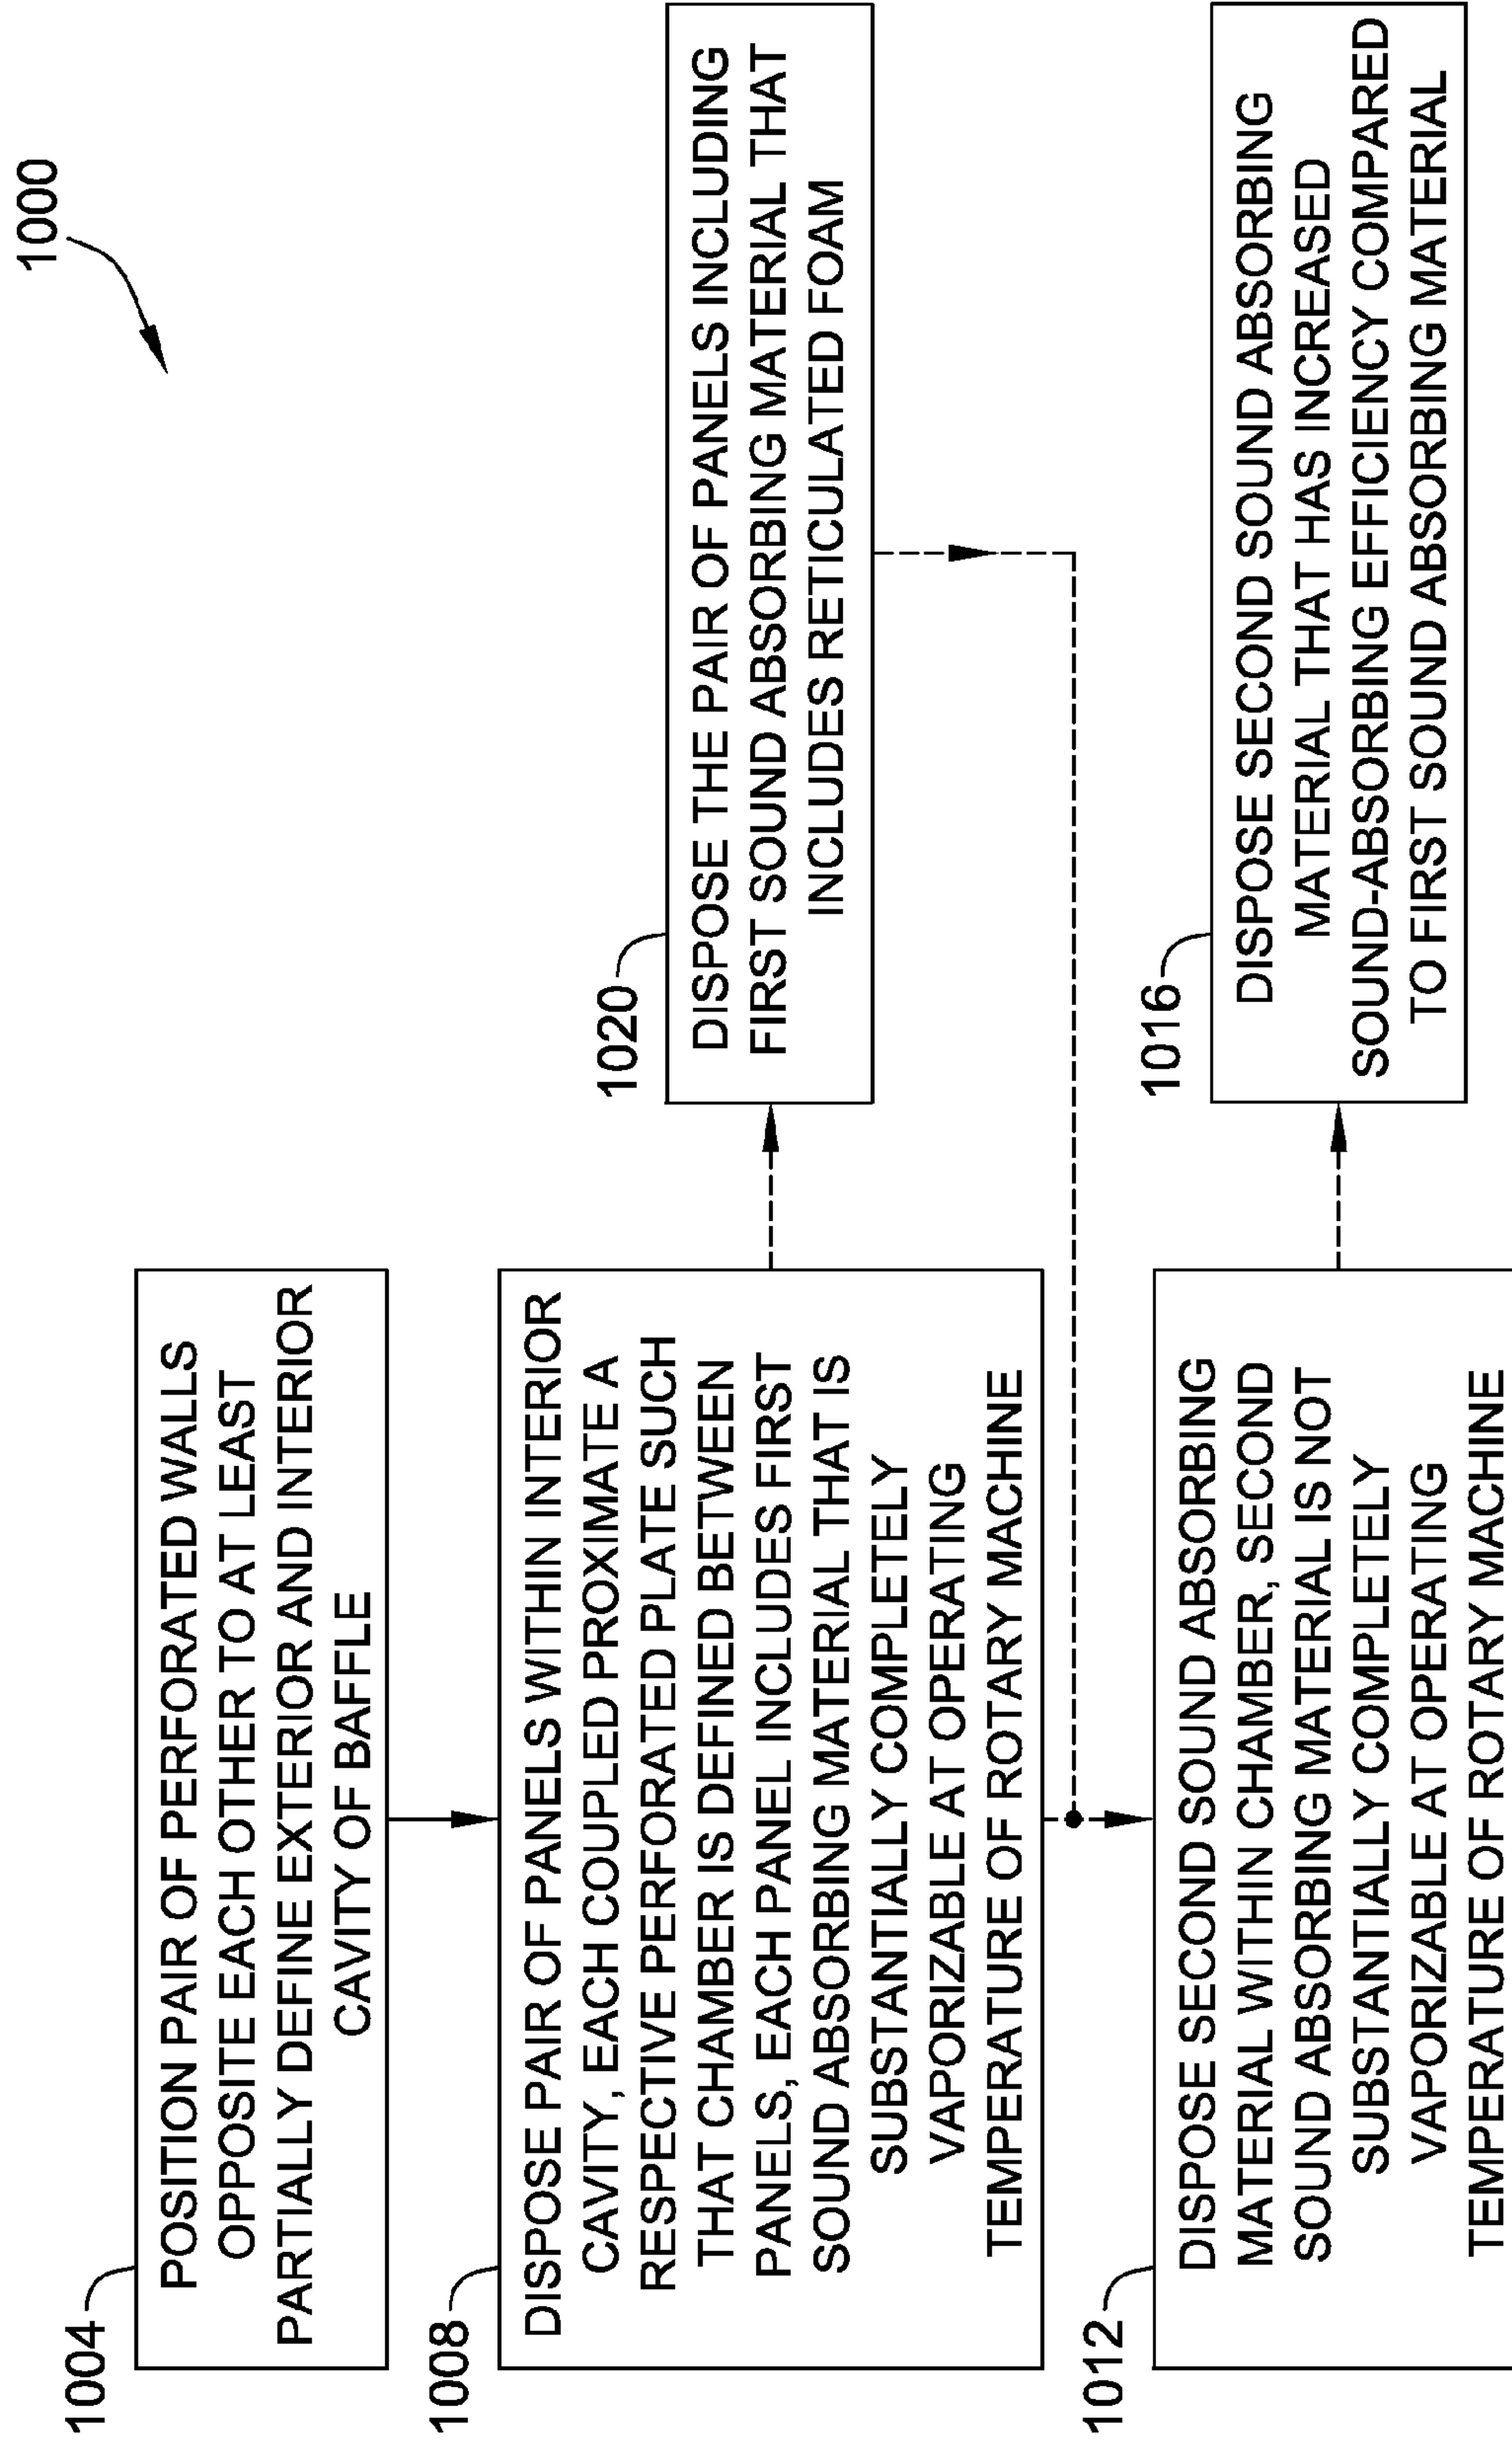 1000
1004
POSITION PAIR OF PERFORATED WALLS
OPPOSITE EACH OTHER TO AT LEAST
PARTIALLY DEFINE EXTERIOR AND INTERIOR
CAVITY OF BAFFLE
1008
DISPOSE PAIR OF PANELS WITHIN INTERIOR
CAVITY, EACH COUPLED PROXIMATE A
RESPECTIVE PERFORATED PLATE SUCH
THAT CHAMBER IS DEFINED BETWEEN
PANELS, EACH PANEL INCLUDES FIRST
SOUND ABSORBING MATERIAL THAT IS
SUBSTANTIALLY COMPLETELY
VAPORIZABLE AT OPERATING
TEMPERATURE OF ROTARY MACHINE
1020
DISPOSE THE PAIR OF PANELS INCLUDING
FIRST SOUND ABSORBING MATERIAL THAT
INCLUDES RETICULATED FOAM
1012
DISPOSE SECOND SOUND ABSORBING
MATERIAL WITHIN CHAMBER, SECOND
SOUND ABSORBING MATERIAL IS NOT
SUBSTANTIALLY COMPLETELY
VAPORIZABLE AT OPERATING
TEMPERATURE OF ROTARY MACHINE
1016
DISPOSE SECOND SOUND ABSORBING
MATERIAL THAT HAS INCREASED
SOUND-ABSORBING EFFICIENCY COMPARED
TO FIRST SOUND ABSORBING MATERIAL